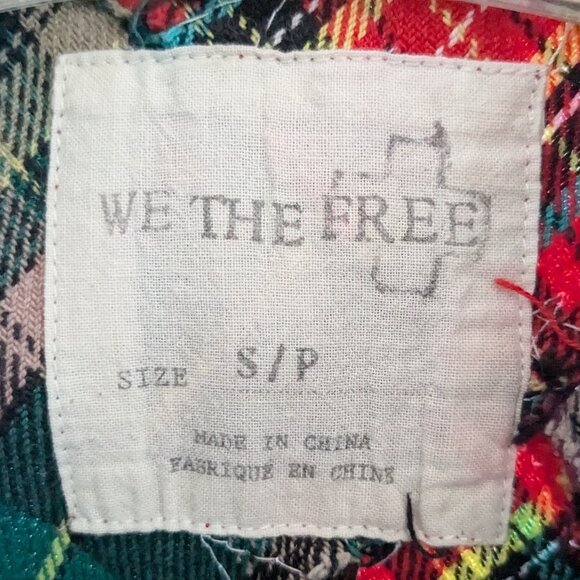 WE THE FREE
SIZE S/P
MADE IN CHINA
FABRIQUE EN CHINE